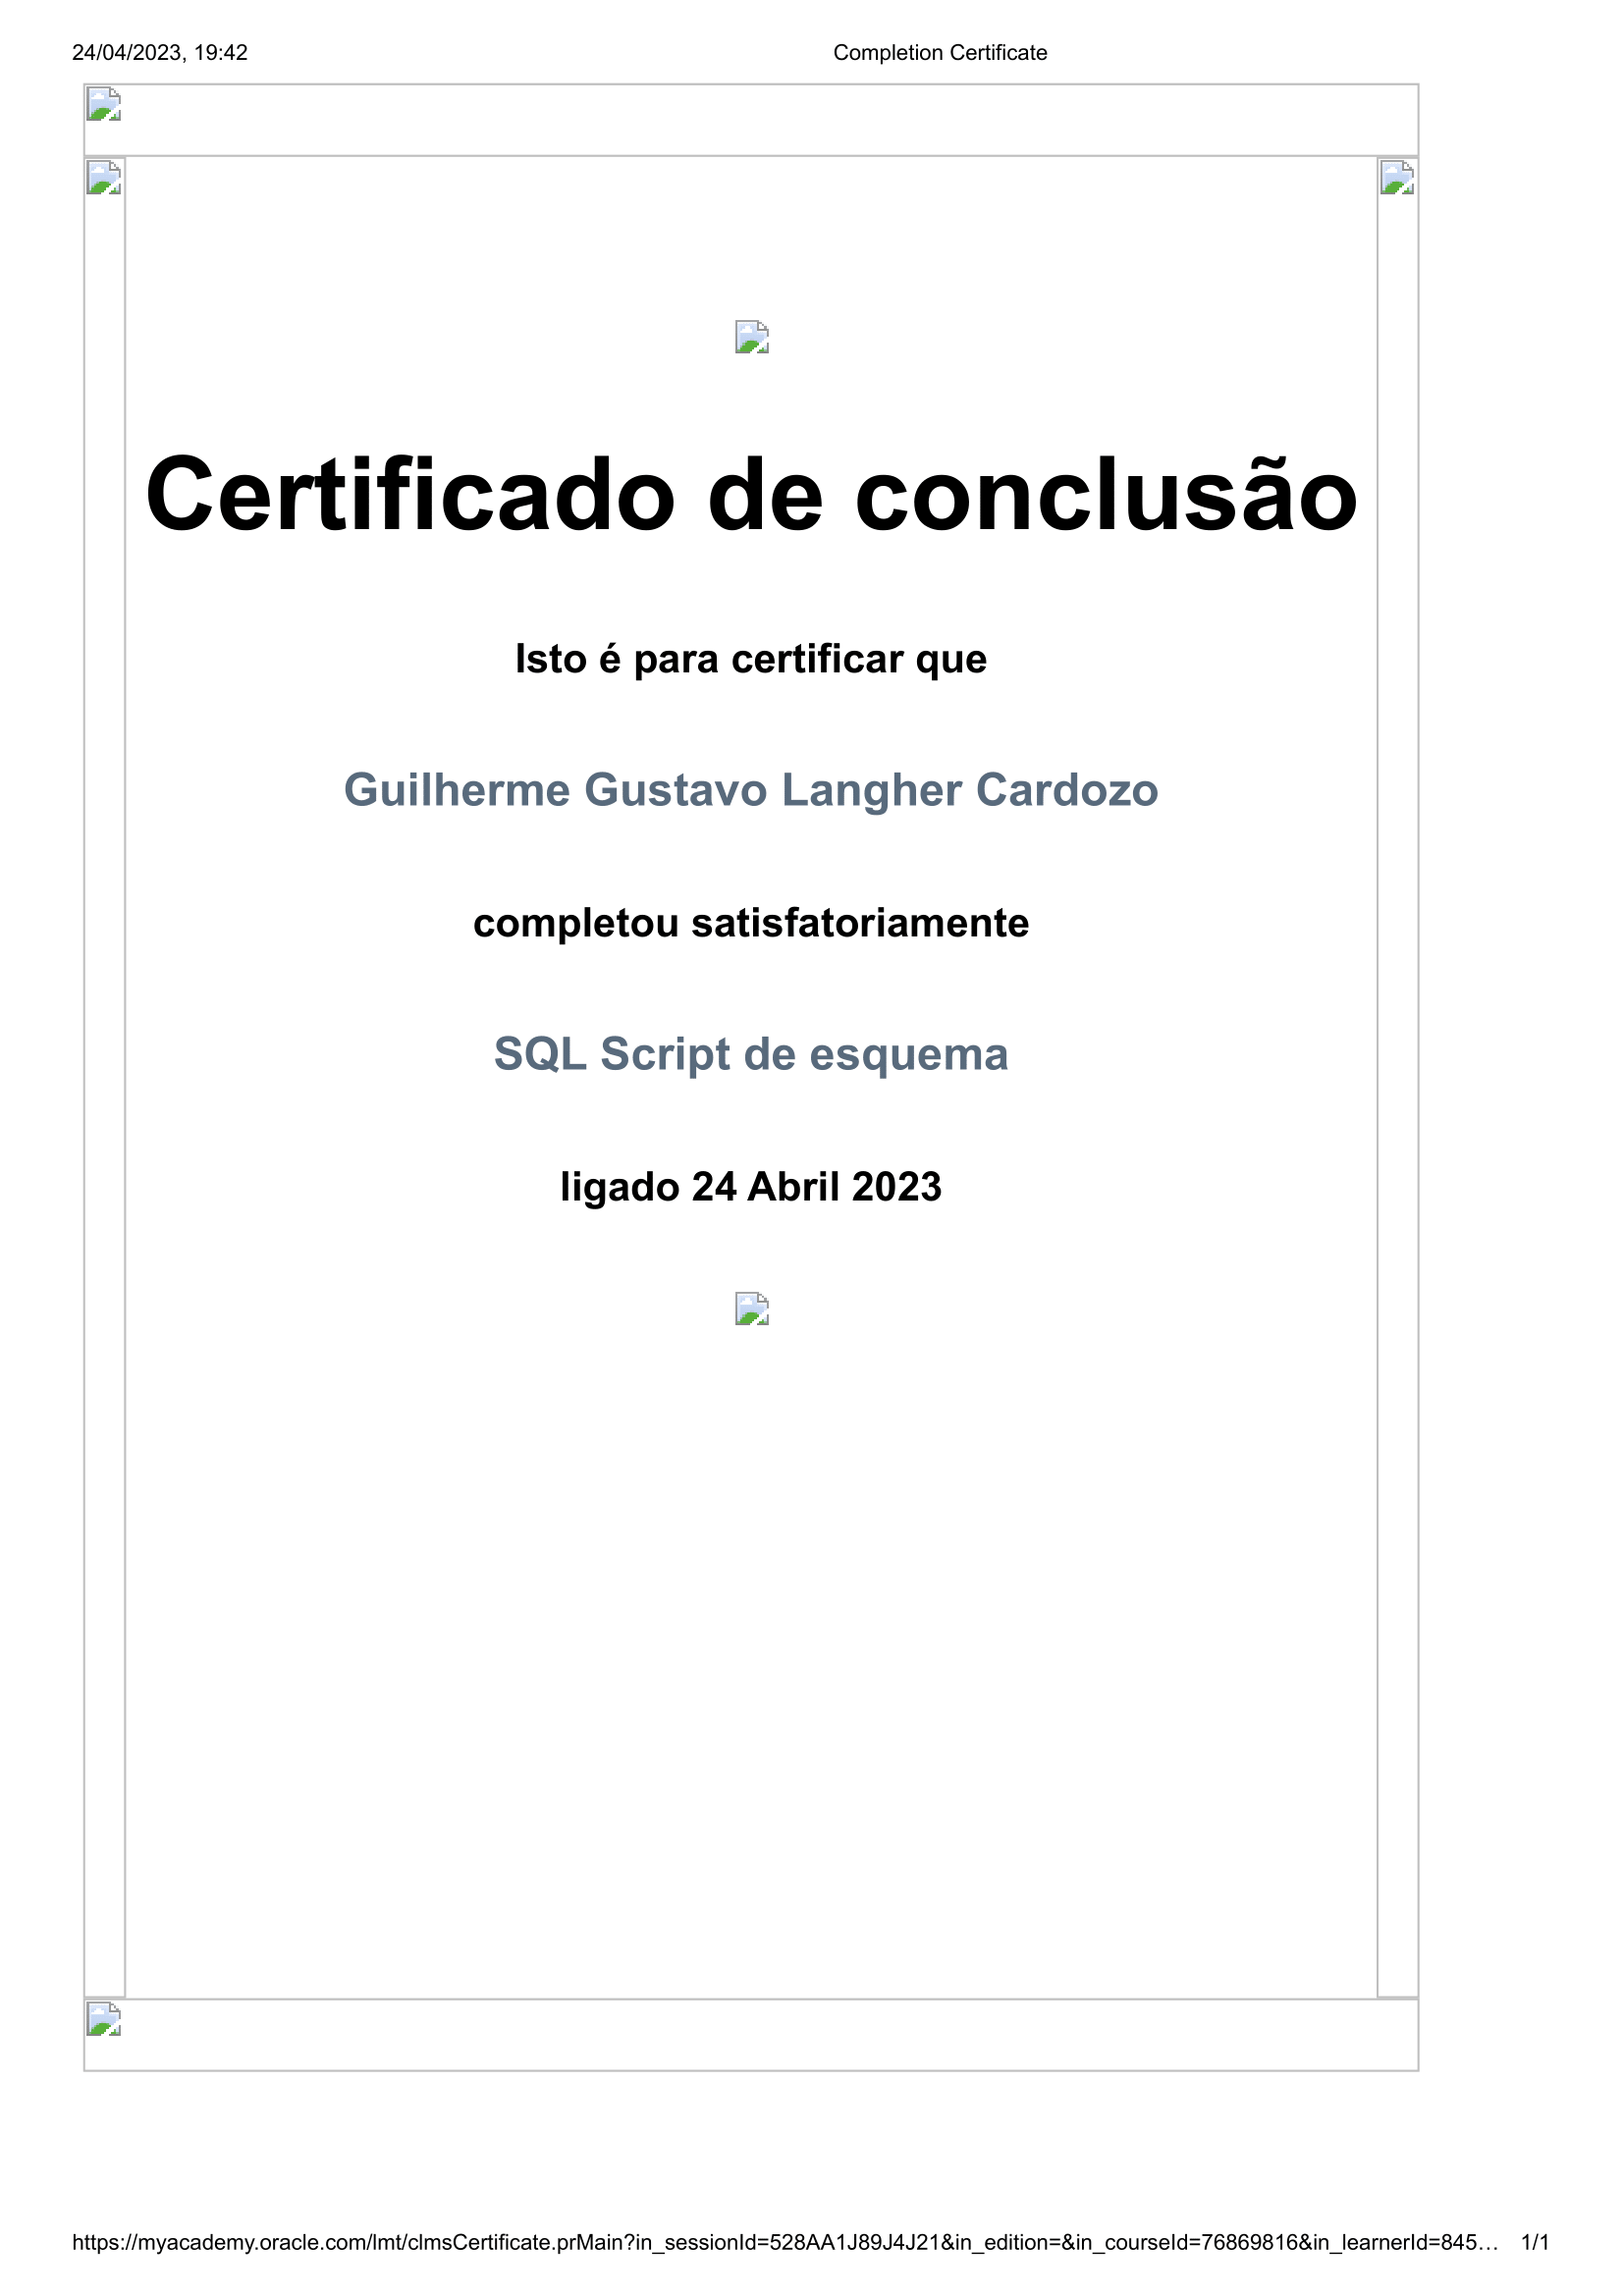 24/04/2023, 19:42 Completion Certificate
Certificado de conclusão
Isto é para certificar que
Guilherme Gustavo Langher Cardozo
completou satisfatoriamente
SQL Script de esquema
ligado 24 Abril 2023
https://myacademy.oracle.com/lmt/clmsCertificate.prMain?in_sessionId=528AA1J89J4J21&in_edition=&in_courseId=76869816&in_learnerId=845… 1/1